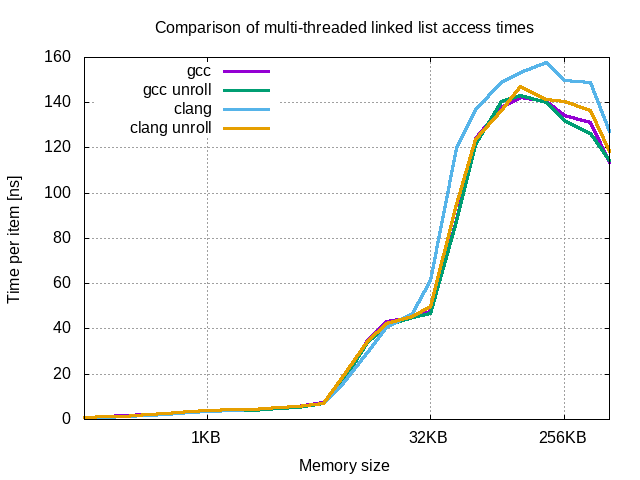 Comparison of multi-threaded linked list access times
160
140
120
100
80
60
40
20
0
Time per item [ns]
gcc
gcc unroll
clang
clang unroll
1KB
32KB
256KB
Memory size